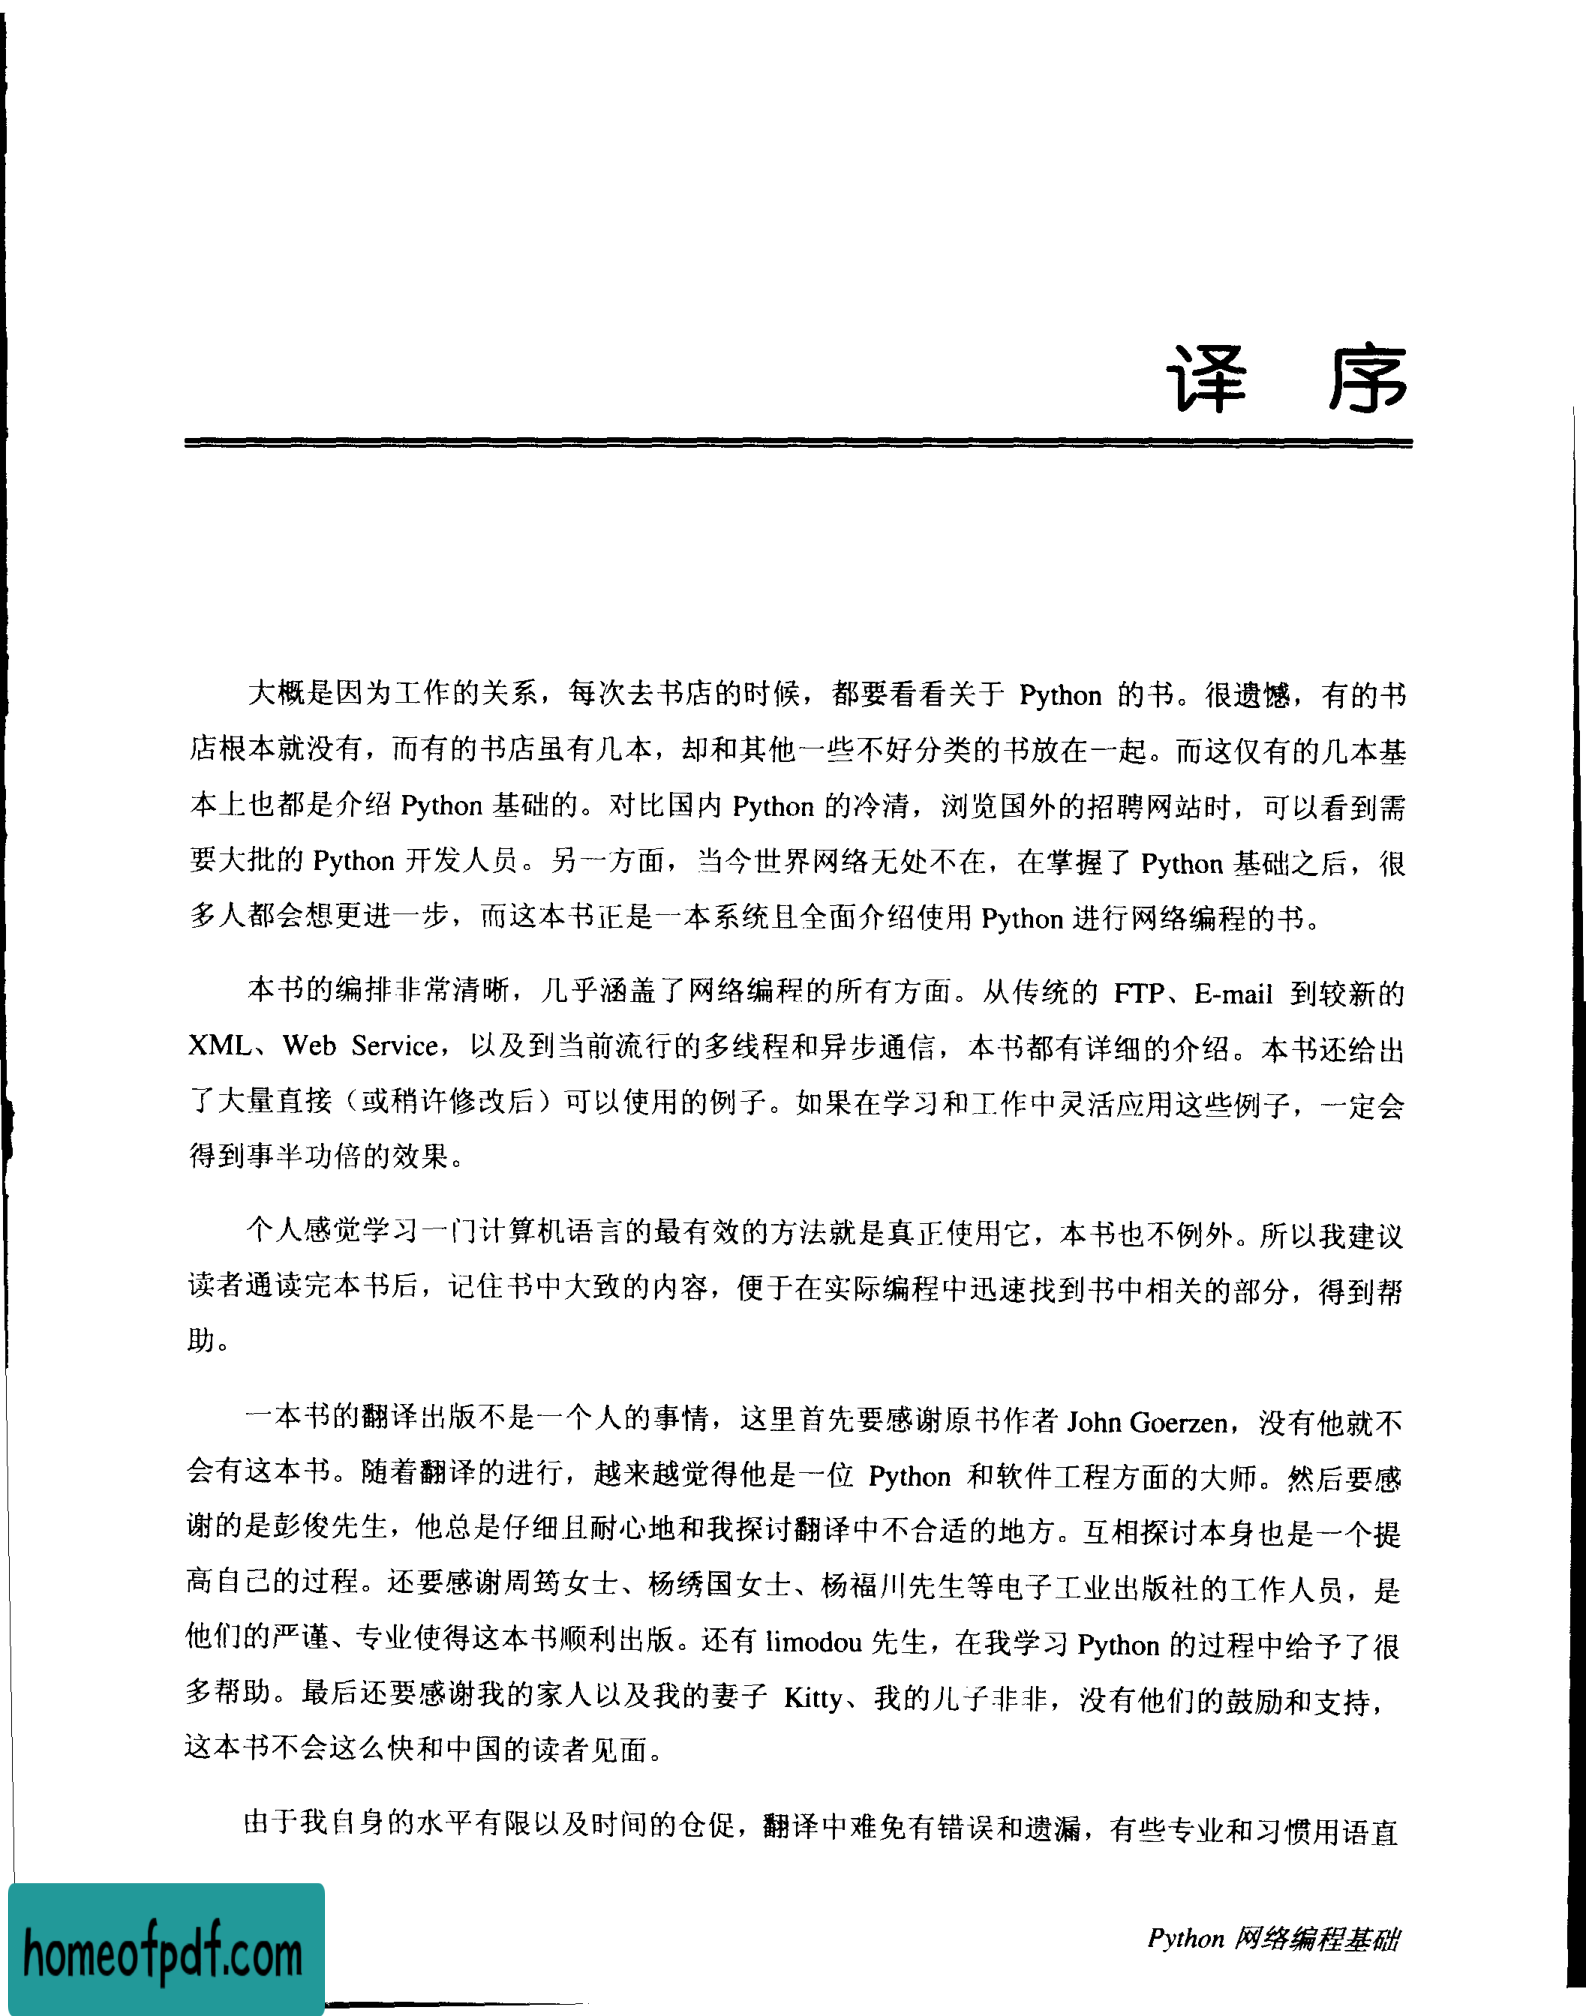 译 序
大概是因为工作的关系，每次去书店的时候，都要看看关于 Python 的书。很遗憾，有的书
店根本就没有，而有的书店虽有几本，却和其他一些不好分类的书放在一起。而这仅有的几本基
本上也都是介绍 Python 基础的。对比国内 Python 的冷清，浏览国外的招聘网站时，可以看到需
要大批的 Python 开发人员。另一方面，当今世界网络无处不在，在掌握了 Python 基础之后，很
多人都会想更进一步，而这本书正是一本系统且全面介绍使用 Python 进行网络编程的书。
本书的编排非常清晰，几乎涵盖了网络编程的所有方面。从传统的 FTP、E-mail 到较新的
XML、Web Service，以及到当前流行的多线程和异步通信，本书都有详细的介绍。本书还给出
了大量直接（或稍许修改后）可以使用的例子。如果在学习和工作中灵活应用这些例子，一定会
得到事半功倍的效果。
个人感觉学习一门计算机语言的最有效的方法就是真正使用它，本书也不例外。所以我建议
读者通读完本书后，记住书中大致的内容，便于在实际编程中迅速找到书中相关的部分，得到帮
助。
一本书的翻译出版不是一个人的事情，这里首先要感谢原书作者 John Goerzen，没有他就不
会有这本书。随着翻译的进行，越来越觉得他是一位 Python 和软件工程方面的大师。然后要感
谢的是彭俊先生，他总是仔细且耐心地和我探讨翻译中不合适的地方。互相探讨本身也是一个提
高自己的过程。还要感谢周筠女士、杨绣国女士、杨福川先生等电子工业出版社的工作人员，是
他们的严谨、专业使得这本书顺利出版。还有 limodou 先生，在我学习 Python 的过程中给予了很
多帮助。最后还要感谢我的家人以及我的妻子 Kitty、我的儿子非非，没有他们的鼓励和支持，
这本书不会这么快和中国的读者见面。
由于我自身的水平有限以及时间的仓促，翻译中难免有错误和遗漏，有些专业和习惯用语直
Python 网络编程基础
homeofpdf.com